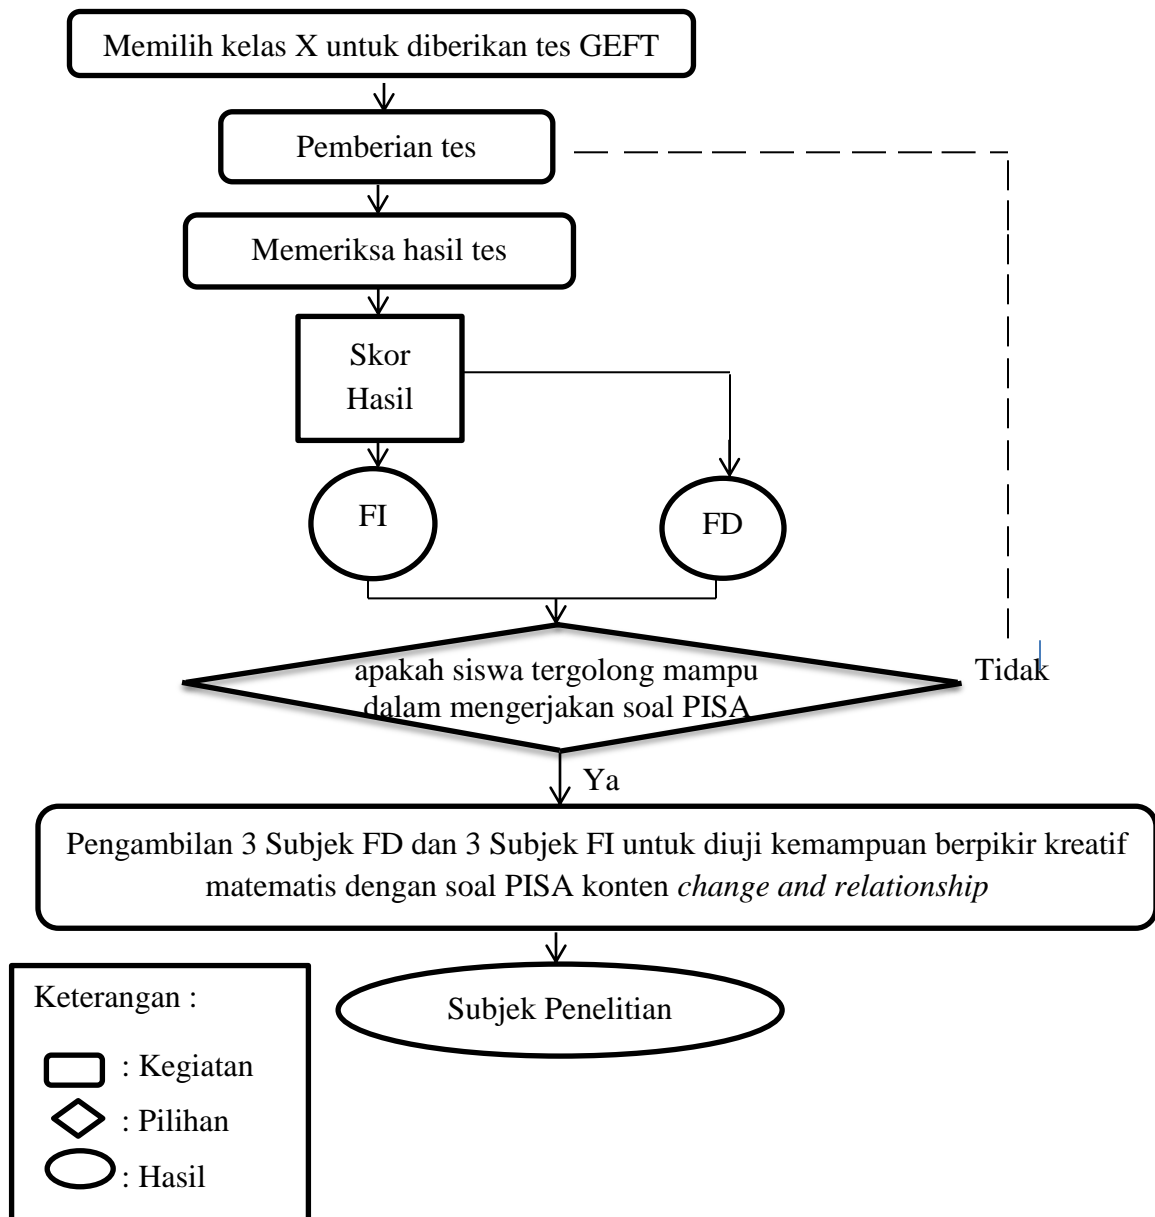 Memilih kelas X untuk diberikan tes GEFT
Pemberian tes
Memeriksa hasil tes
Skor
Hasil
FI
FD
apakah siswa tergolong mampu
dalam mengerjakan soal PISA
Tidak
Ya
Pengambilan 3 Subjek FD dan 3 Subjek FI untuk diuji kemampuan berpikir kreatif
matematis dengan soal PISA konten change and relationship
Subjek Penelitian
Keterangan :
: Kegiatan
: Pilihan
: Hasil